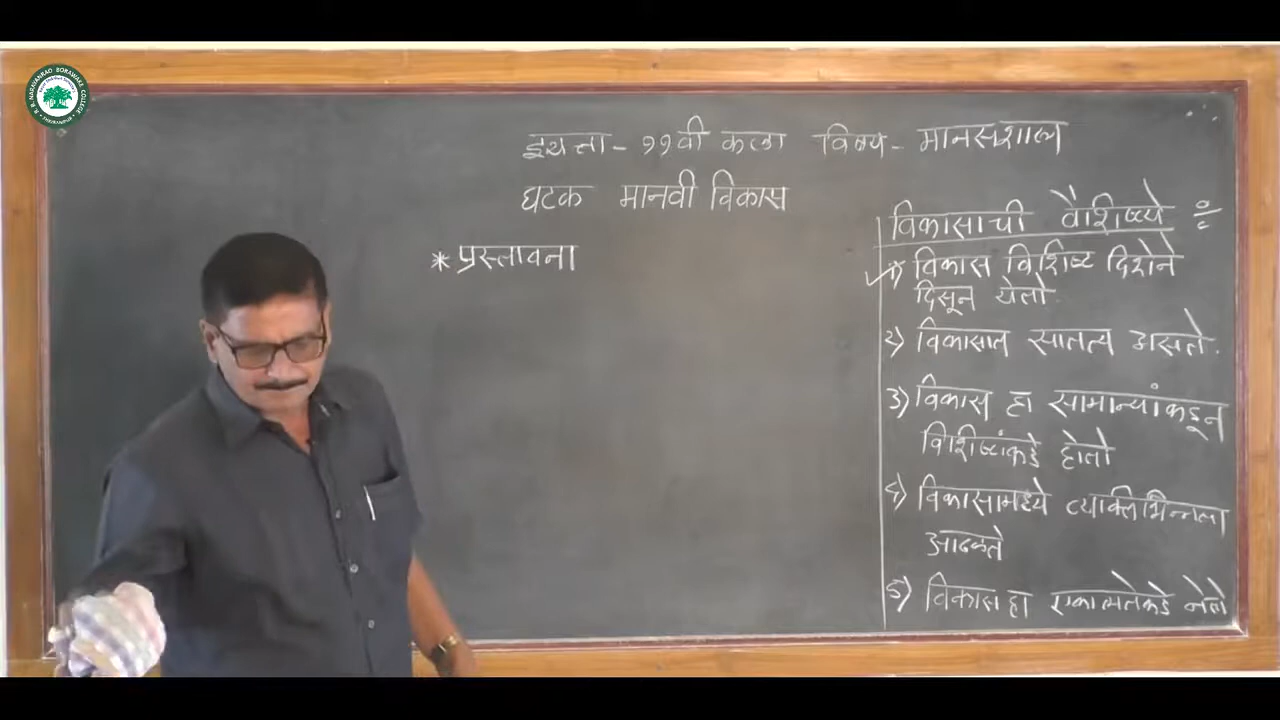 इयत्ता - ११वी कला विषय - मानसशास्त्र
घटक मानवी विकास
* प्रस्तावना
विकासाची वैशिष्ट्ये ÷
१) विकास विशिष्ट दिशेने
दिसून येतो.
२) विकासात सातत्य असते.
३) विकास हा सामान्यांकडून
विशिष्टांकडे होतो
४) विकासामध्ये व्यक्तिभिन्नता
आढळते
५) विकास हा एकात्मतेकडे नेतो